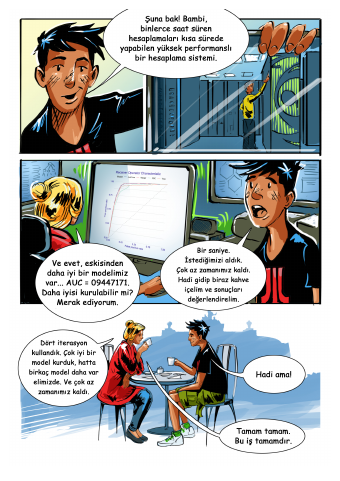 Şuna bak! Bambi,
binlerce saat süren
hesaplamaları kısa sürede
yapabilen yüksek performanslı
bir hesaplama sistemi.
Ve evet, eskisinden
daha iyi bir modelimiz
var... AUC = 09447171.
Daha iyisi kurulabilir mi?
Merak ediyorum.
Bir saniye.
İstediğimizi aldık.
Çok az zamanımız kaldı.
Hadi gidip biraz kahve
içelim ve sonuçları
değerlendirelim.
Dört iterasyon
kullandık. Çok iyi bir
model kurduk, hatta
birkaç model daha var
elimizde. Ve çok az
zamanımız kaldı.
Hadi ama!
Tamam tamam.
Bu iş tamamdır.